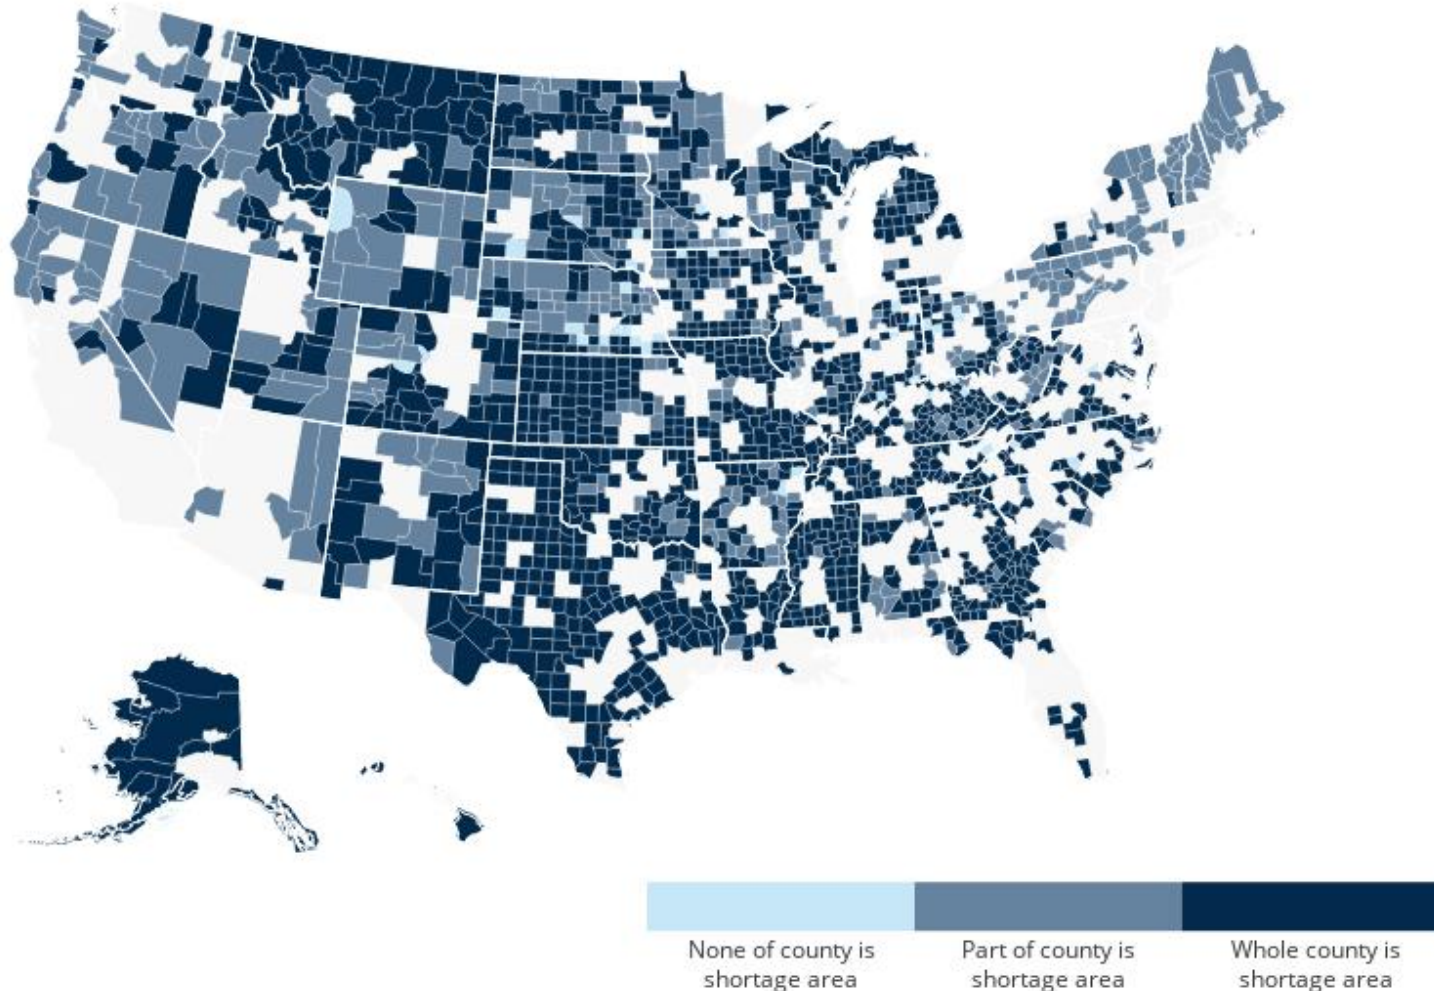 None of county is
shortage area
Part of county is
shortage area
Whole county is
shortage area